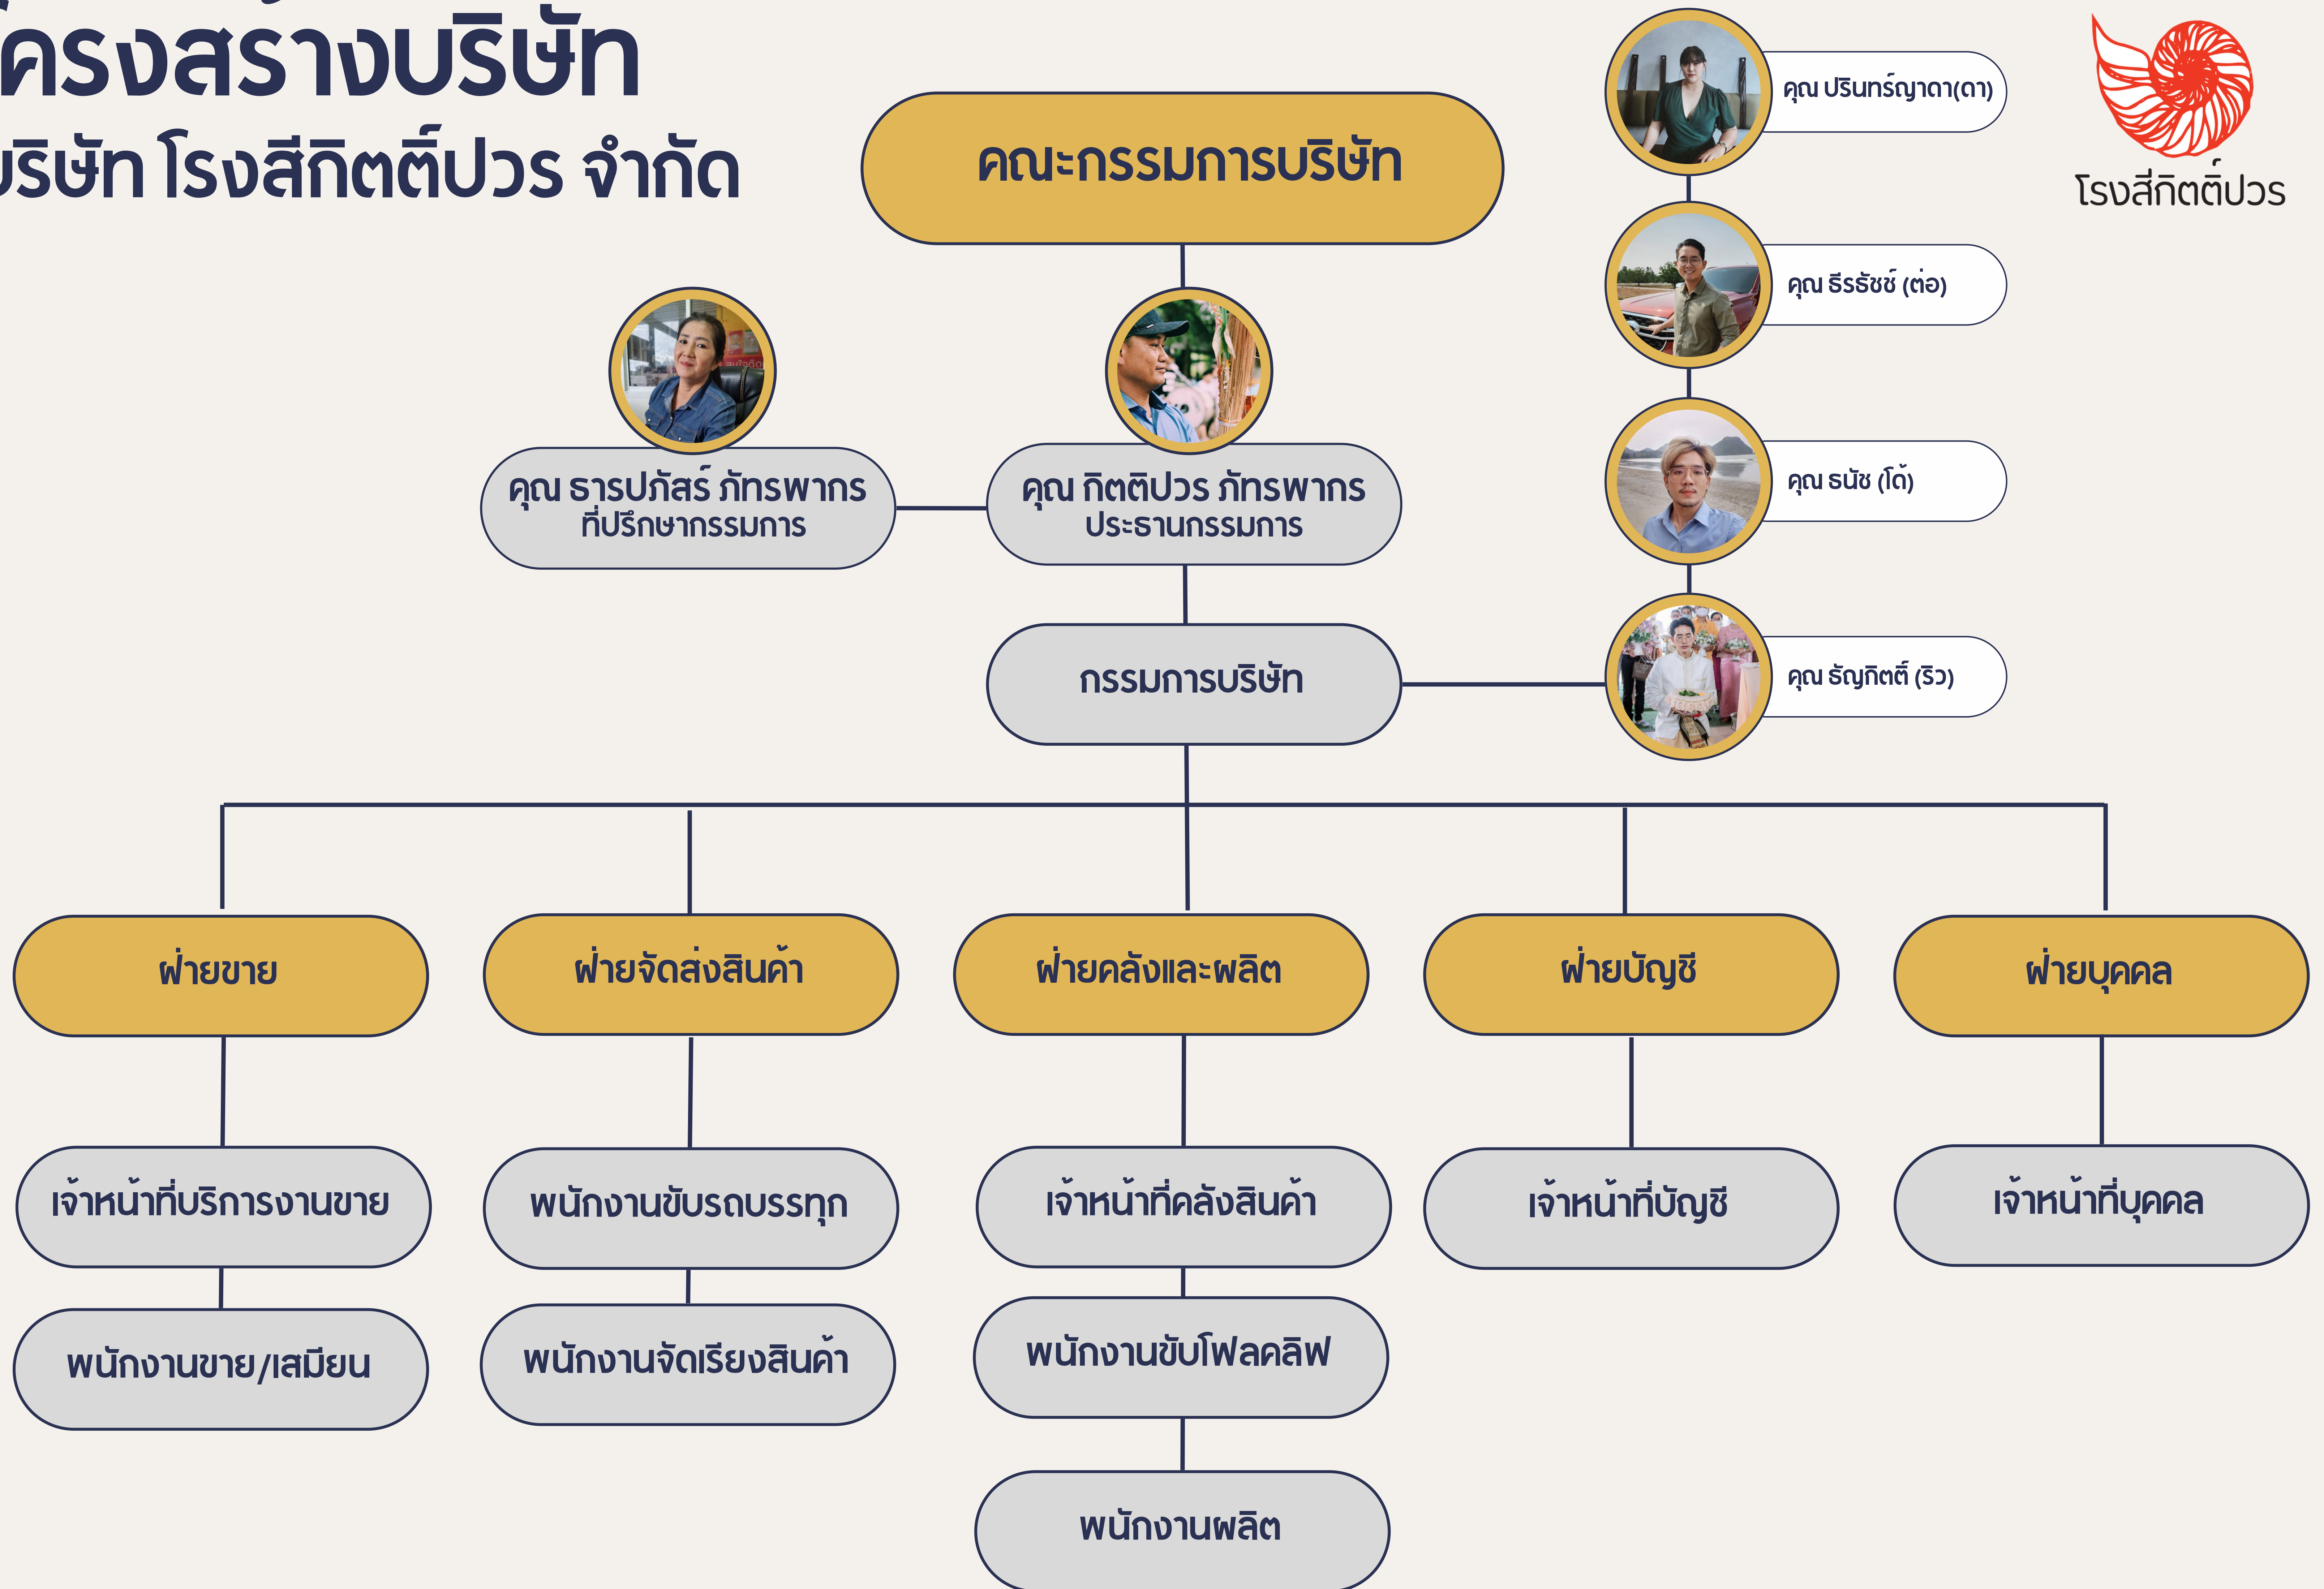 โครงสร้างบริษัท
บริษัท โรงสีกิตติ์ปวร จำกัด
คณะกรรมการบริษัท
คุณ ปรินทร์ญาดา(ดา)
โรงสีกิตติ์ปวร
คุณ ธีรธัชช์ (ต่อ)
คุณ ธนัช (โด้)
คุณ ธัญกิตติ์ (ริว)
คุณ ธารปภัสร์ ภัทรพากร
ที่ปรึกษากรรมการ
คุณ กิตติปวร ภัทรพากร
ประธานกรรมการ
กรรมการบริษัท
ฝ่ายขาย
ฝ่ายจัดส่งสินค้า
ฝ่ายคลังและผลิต
ฝ่ายบัญชี
ฝ่ายบุคคล
เจ้าหน้าที่บริการงานขาย
พนักงานขับรถบรรทุก
เจ้าหน้าที่คลังสินค้า
เจ้าหน้าที่บัญชี
เจ้าหน้าที่บุคคล
พนักงานขาย/เสมียน
พนักงานจัดเรียงสินค้า
พนักงานขับโฟลคลิฟ
พนักงานผลิต